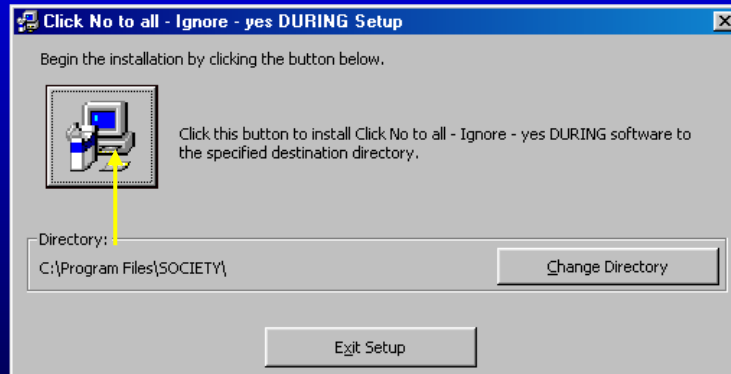 Click No to all - Ignore - yes DURING Setup
Begin the installation by clicking the button below.
Click this button to install Click No to all - Ignore - yes DURING software to
the specified destination directory.
Directory:
C:\Program Files\SOCIETY\
Change Directory
Exit Setup